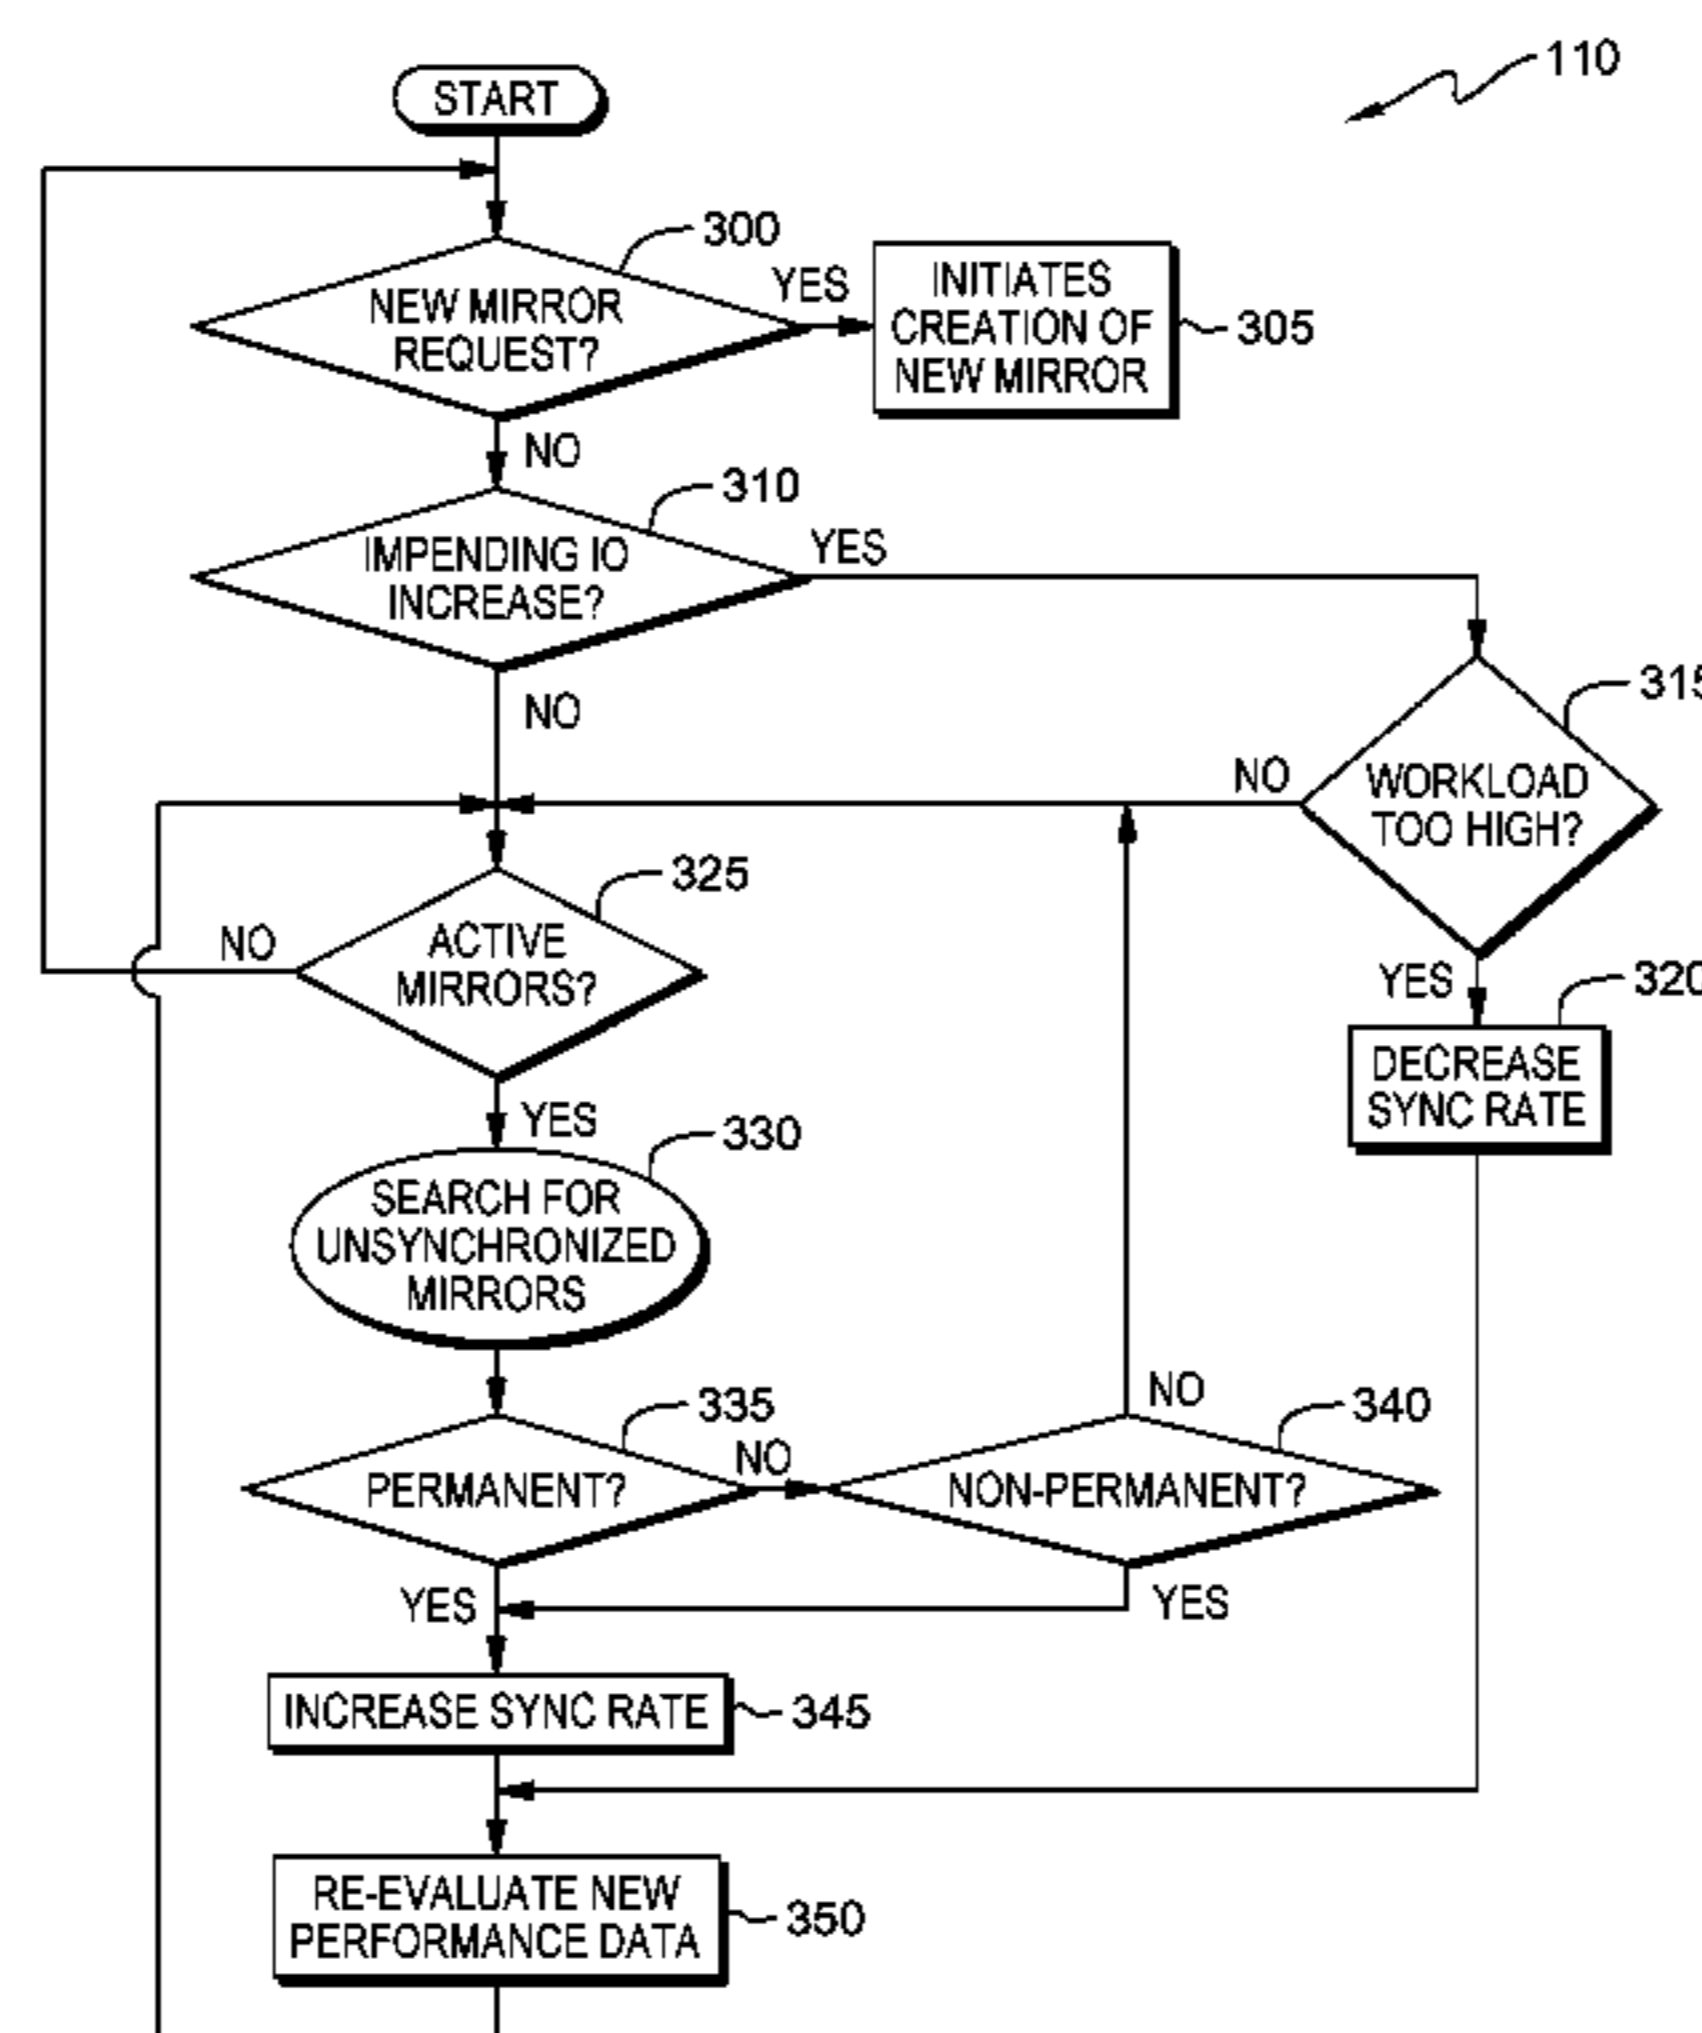 110
START
300
NEW MIRROR
REQUEST?
YES
INITIATES
CREATION OF
NEW MIRROR
305
NO
310
IMPENDING IO
INCREASE?
YES
NO
315
WORKLOAD
TOO HIGH?
NO
YES
320
DECREASE
SYNC RATE
325
ACTIVE
MIRRORS?
NO
YES
330
SEARCH FOR
UNSYNCHRONIZED
MIRRORS
335
PERMANENT?
NO
340
NON-PERMANENT?
NO
YES
YES
INCREASE SYNC RATE
345
RE-EVALUATE NEW
PERFORMANCE DATA
350